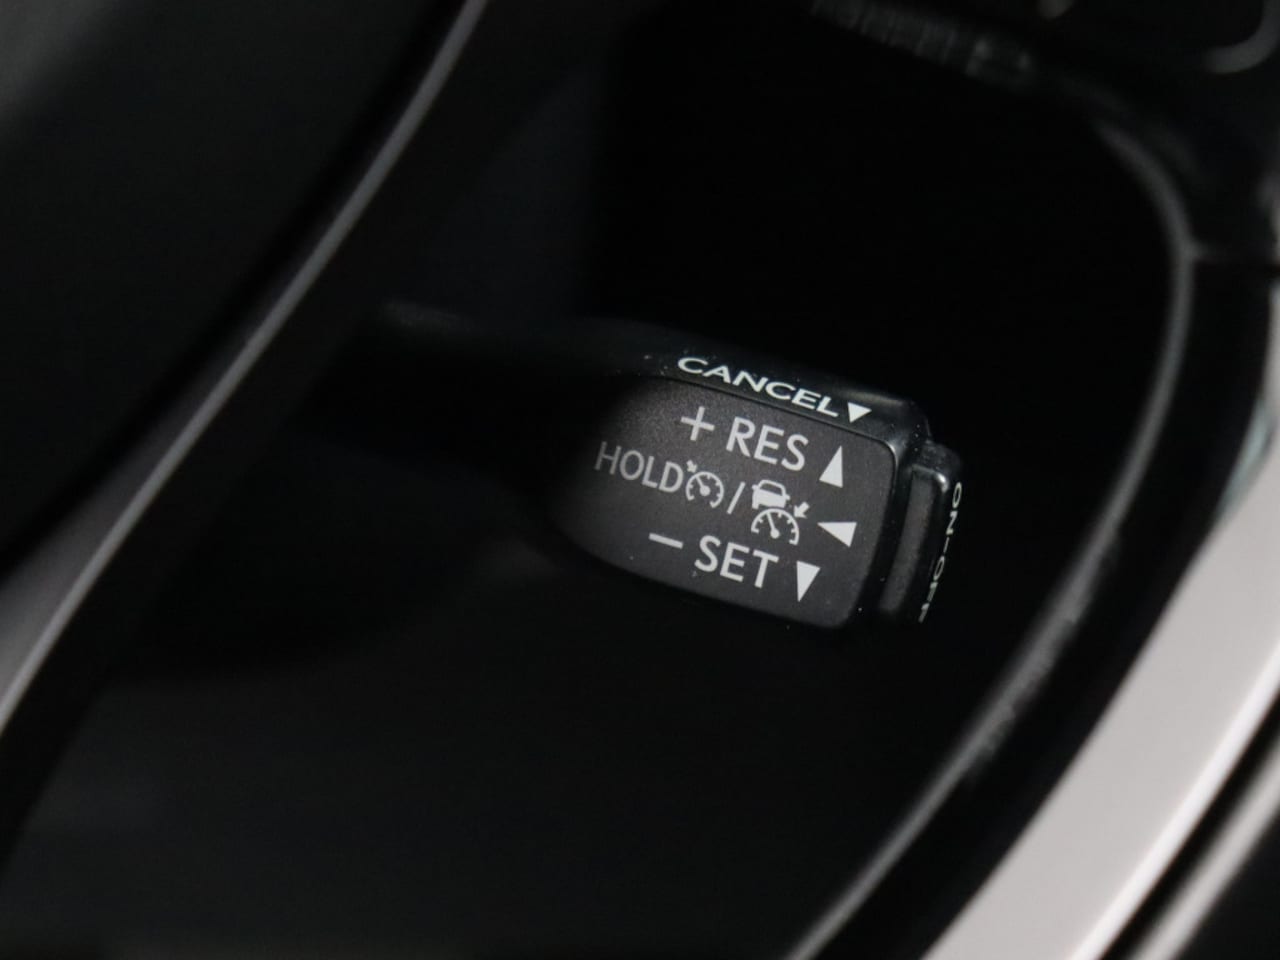 CANCEL▼
+ RES ▲
HOLD / ◀
− SET ▼
ON-OFF